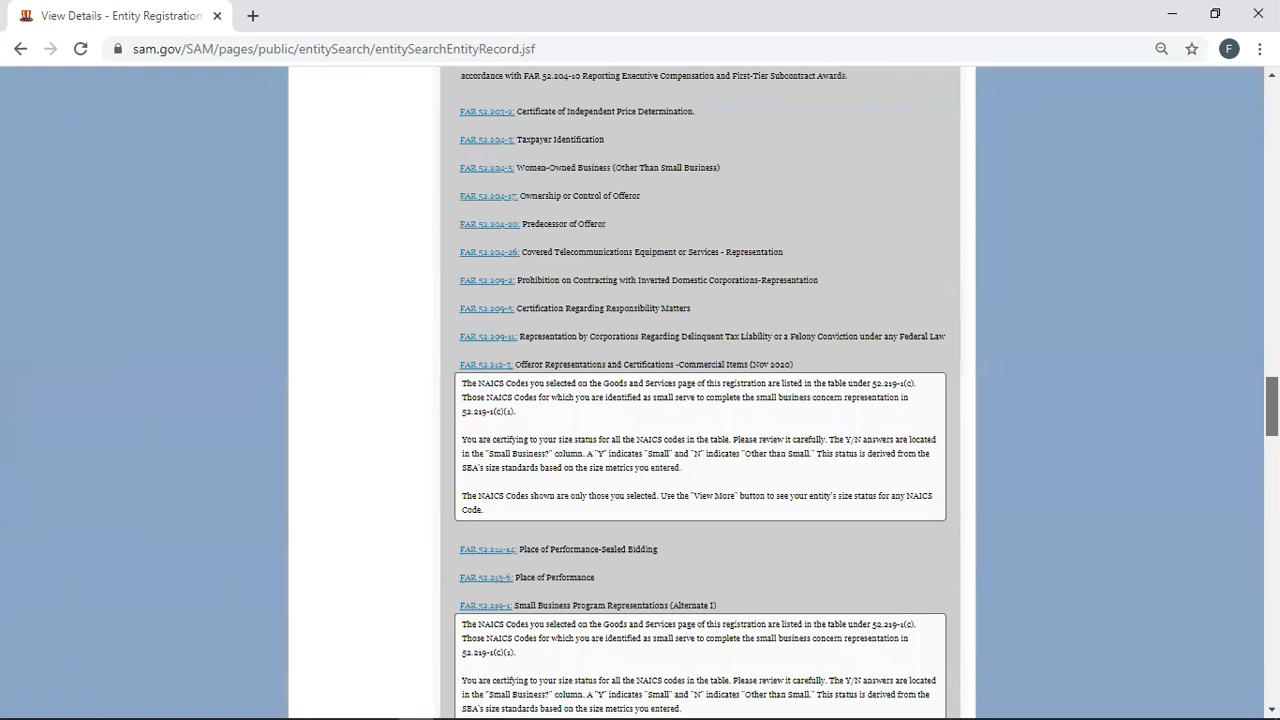 View Details - Entity Registration
sam.gov/SAM/pages/public/entitySearch/entitySearchEntityRecord.jsf
F
accordance with FAR 52.204-10 Reporting Executive Compensation and First-Tier Subcontract Awards.
FAR 52.203-2: Certificate of Independent Price Determination.
FAR 52.204-3: Taxpayer Identification
FAR 52.204-5: Women-Owned Business (Other Than Small Business)
FAR 52.204-17: Ownership or Control of Offeror
FAR 52.204-20: Predecessor of Offeror
FAR 52.204-26: Covered Telecommunications Equipment or Services - Representation
FAR 52.209-2: Prohibition on Contracting with Inverted Domestic Corporations-Representation
FAR 52.209-5: Certification Regarding Responsibility Matters
FAR 52.209-11: Representation by Corporations Regarding Delinquent Tax Liability or a Felony Conviction under any Federal Law
FAR 52.212-3: Offeror Representations and Certifications -Commercial Items (Nov 2020)
The NAICS Codes you selected on the Goods and Services page of this registration are listed in the table under 52.219-1(c).
Those NAICS Codes for which you are identified as small serve to complete the small business concern representation in
52.219-1(c)(1).
You are certifying to your size status for all the NAICS codes in the table. Please review it carefully. The Y/N answers are located
in the "Small Business?" column. A "Y" indicates "Small" and "N" indicates "Other than Small." This status is derived from the
SBA's size standards based on the size metrics you entered.
The NAICS Codes shown are only those you selected. Use the "View More" button to see your entity's size status for any NAICS
Code.
FAR 52.214-14: Place of Performance-Sealed Bidding
FAR 52.215-6: Place of Performance
FAR 52.219-1: Small Business Program Representations (Alternate I)
The NAICS Codes you selected on the Goods and Services page of this registration are listed in the table under 52.219-1(c).
Those NAICS Codes for which you are identified as small serve to complete the small business concern representation in
52.219-1(c)(1).
You are certifying to your size status for all the NAICS codes in the table. Please review it carefully. The Y/N answers are located
in the "Small Business?" column. A "Y" indicates "Small" and "N" indicates "Other than Small." This status is derived from the
SBA's size standards based on the size metrics you entered.